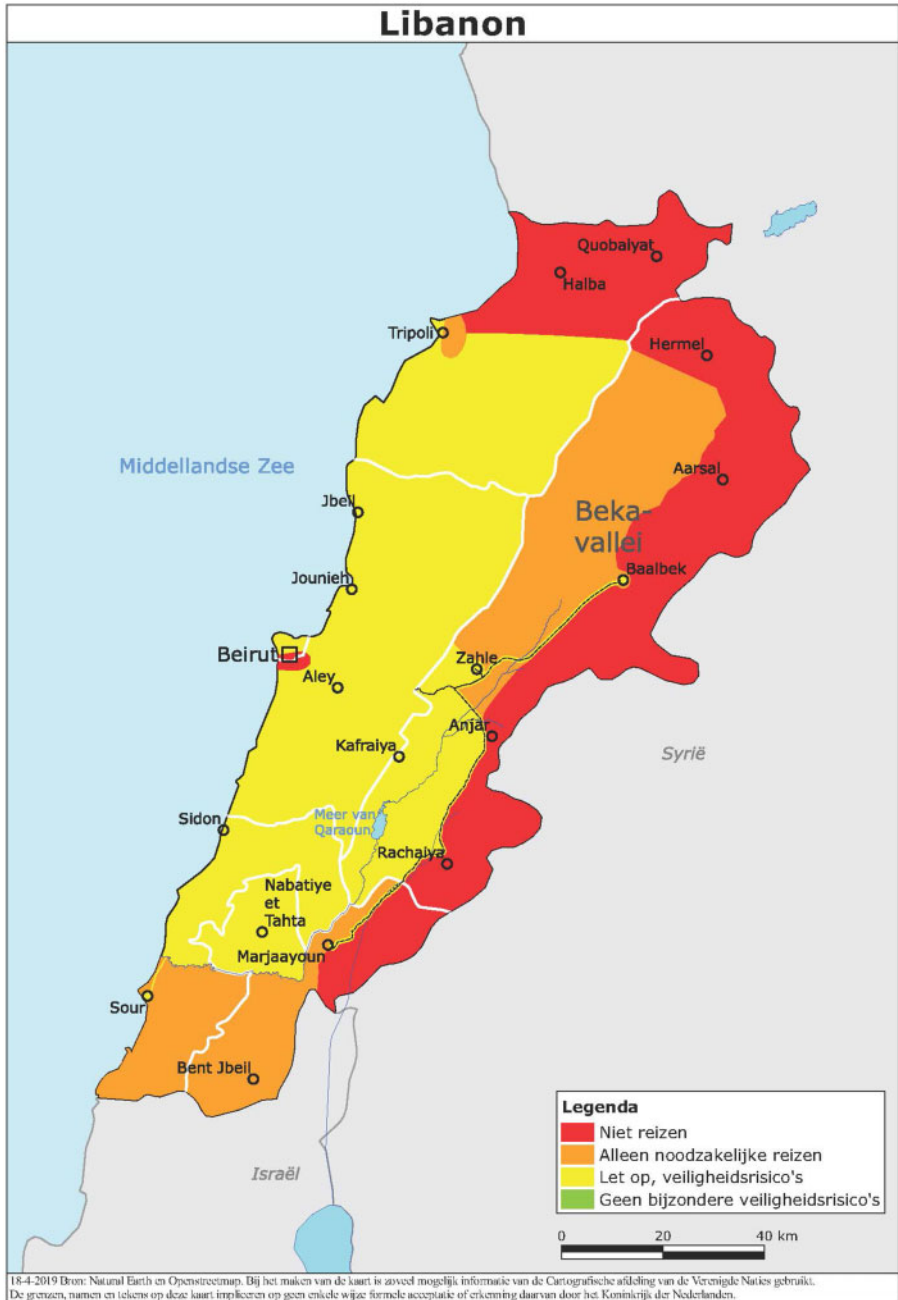 Libanon
Quobaiyat
Halba
Tripoli
Hermel
Middellandse Zee
Aarsal
Jbeil
Beka-
vallei
Jounieh
Baalbek
Beirut
Zahle
Aley
Anjar
Kafraiya
Syrië
Sidon
Meer van
Qaraoun
Rachaiya
Nabatiye
et
Tahta
Marjaayoun
Sour
Bent Jbeil
Israël
Legenda
Niet reizen
Alleen noodzakelijke reizen
Let op, veiligheidsrisico's
Geen bijzondere veiligheidsrisico's
0 20 40 km
18-4-2019 Bron: Natural Earth en Openstreetmap. Bij het maken van de kaart is zoveel mogelijk informatie van de Cartografische afdeling van de Verenigde Naties gebruikt.
De grenzen, namen en tekens op deze kaart impliceren op geen enkele wijze formele acceptatie of erkenning daarvan door het Koninkrijk der Nederlanden.